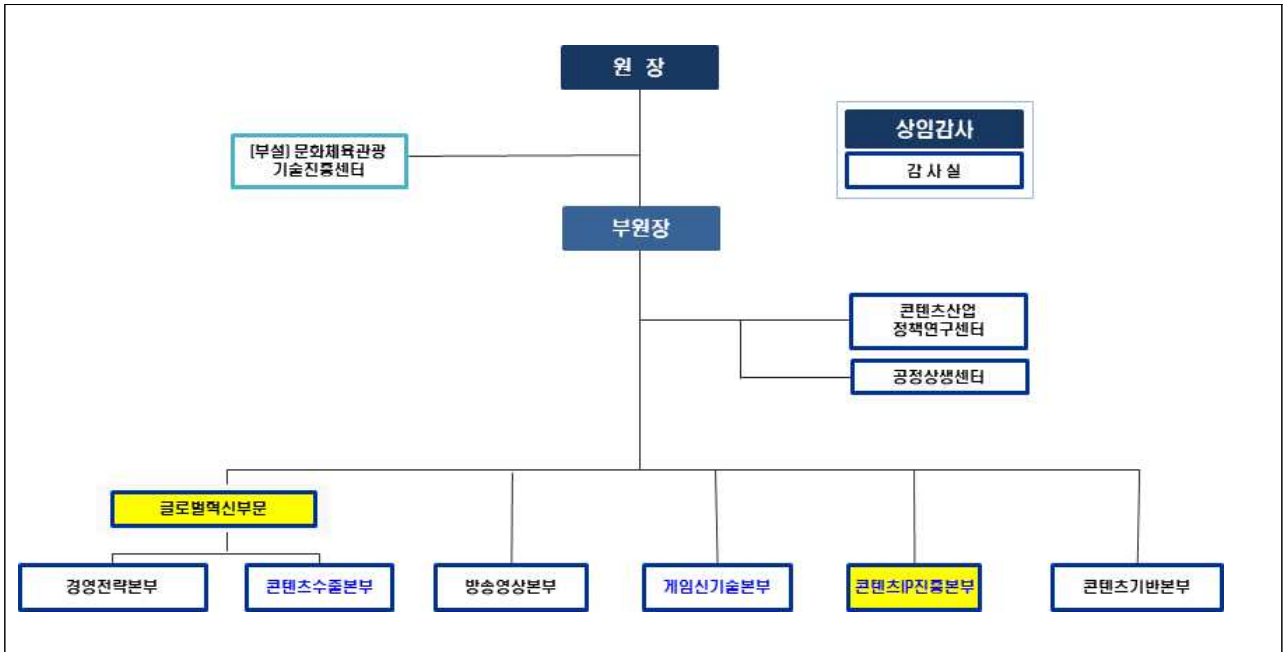 원 장
[부설] 문화체육관광
기술진흥센터
상임감사
감 사 실
부원장
콘텐츠산업
정책연구센터
공정상생센터
글로벌혁신부문
경영전략본부
콘텐츠수출본부
방송영상본부
게임신기술본부
콘텐츠IP진흥본부
콘텐츠기반본부